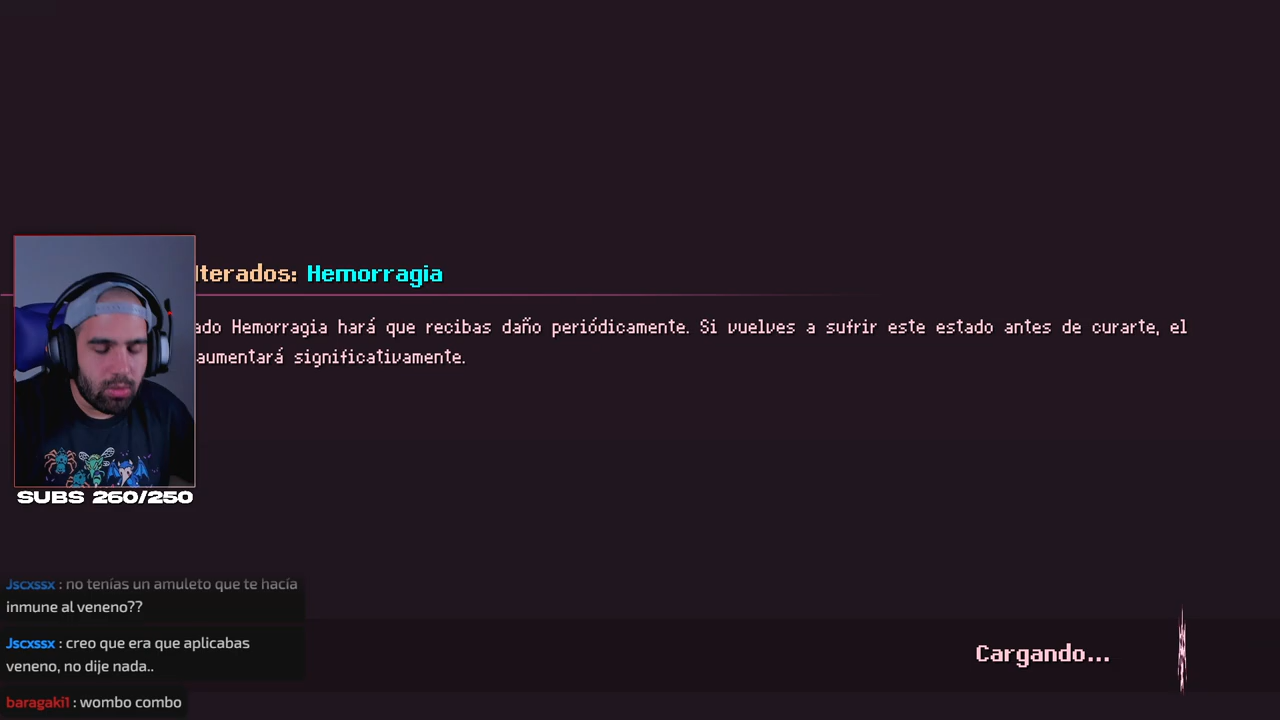 lterados: Hemorragia
ado Hemorragia hará que recibas daño periódicamente. Si vuelves a sufrir este estado antes de curarte, el
aumentará significativamente.
SUBS 260/250
Jscxssx : no tenías un amuleto que te hacía
inmune al veneno??
Jscxssx : creo que era que aplicabas
veneno, no dije nada..
baragaki1 : wombo combo
Cargando...